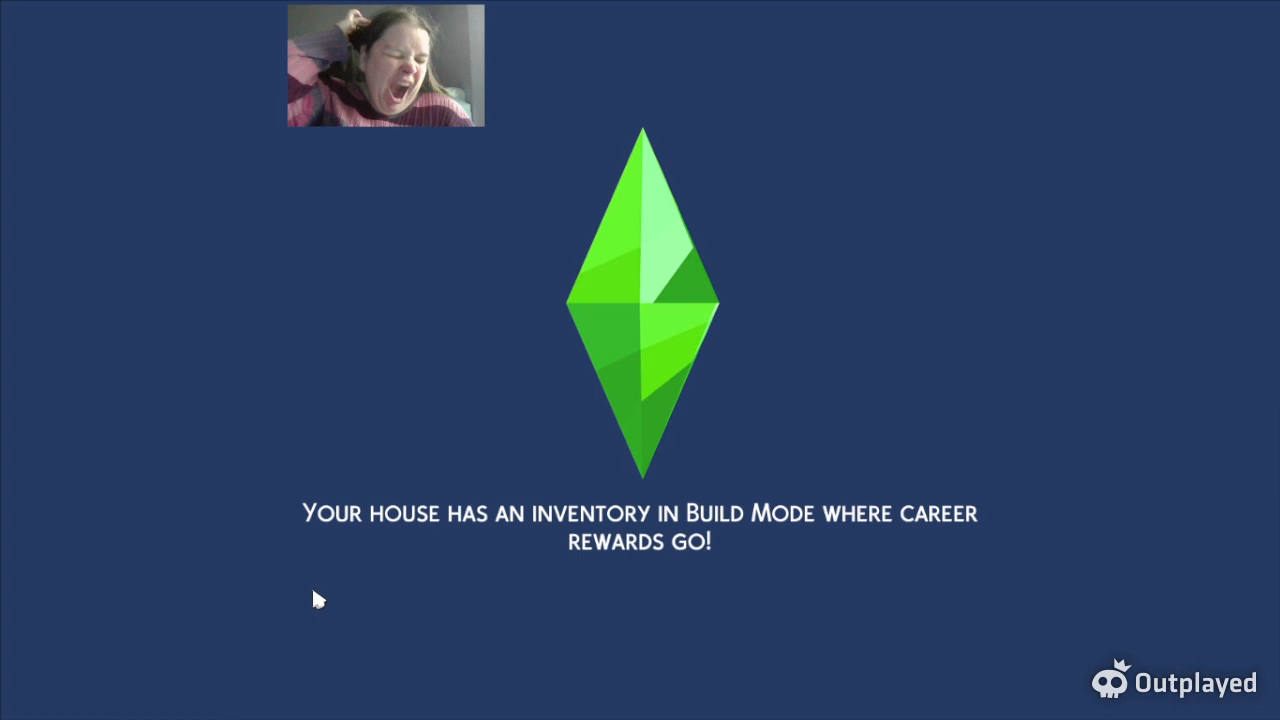 Your house has an inventory in Build Mode where career
rewards go!
Outplayed